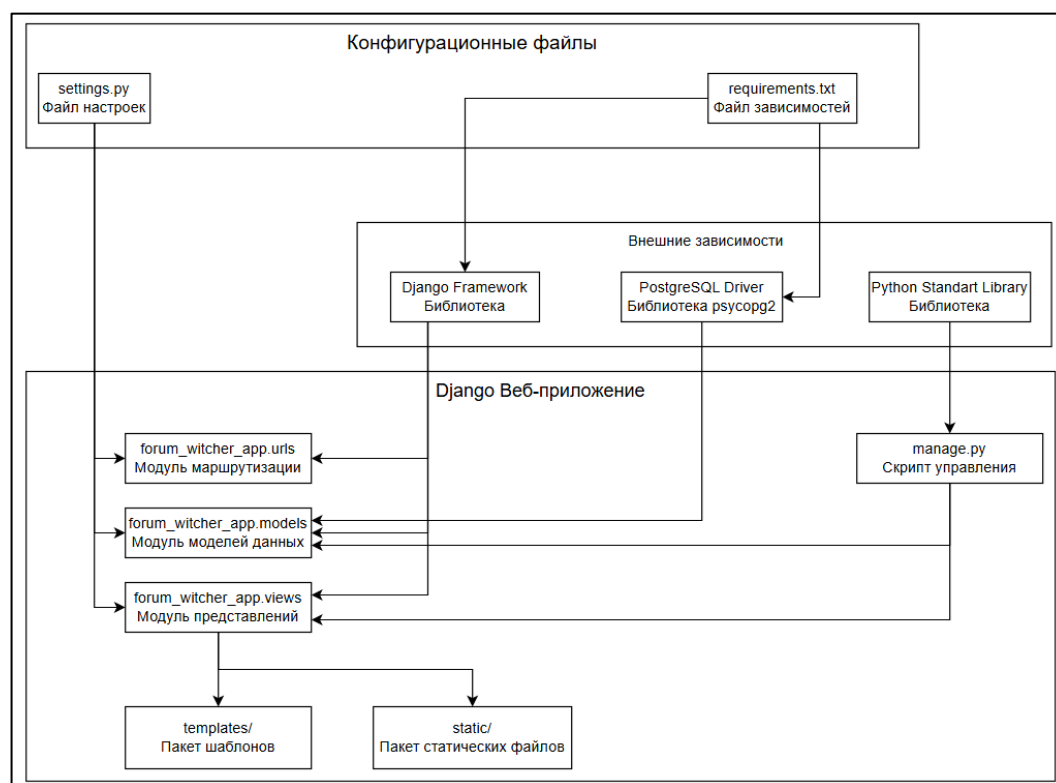 Конфигурационные файлы
settings.py
Файл настроек
requirements.txt
Файл зависимостей
Внешние зависимости
Django Framework
Библиотека
PostgreSQL Driver
Библиотека psycopg2
Python Standart Library
Библиотека
Django Веб-приложение
forum_witcher_app.urls
Модуль маршрутизации
manage.py
Скрипт управления
forum_witcher_app.models
Модуль моделей данных
forum_witcher_app.views
Модуль представлений
templates/
Пакет шаблонов
static/
Пакет статических файлов